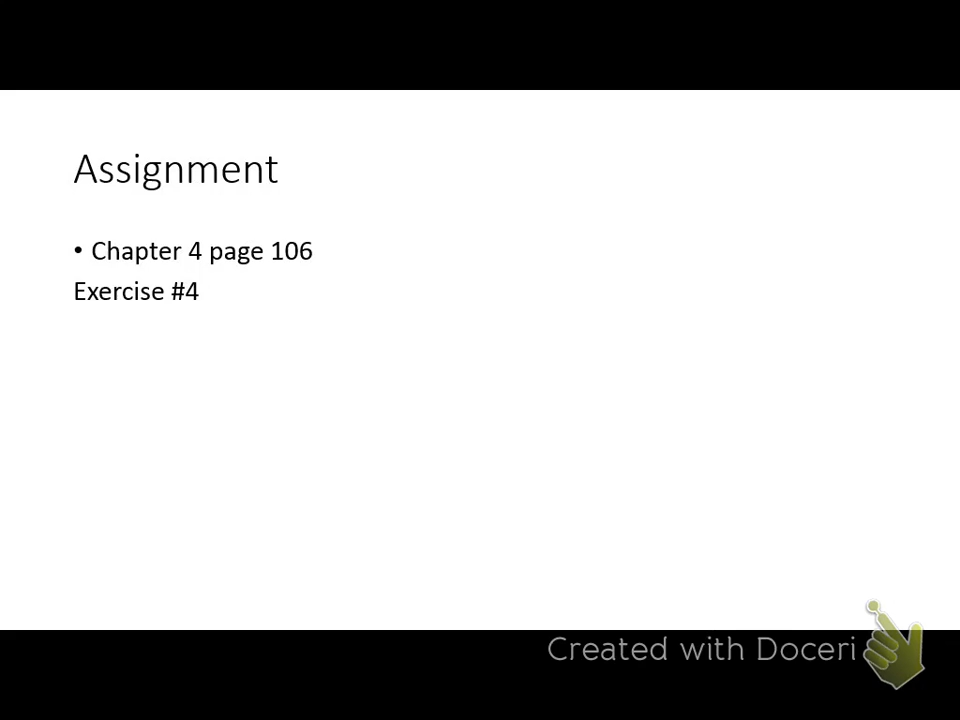 Assignment
• Chapter 4 page 106
Exercise #4
Created with Doceri